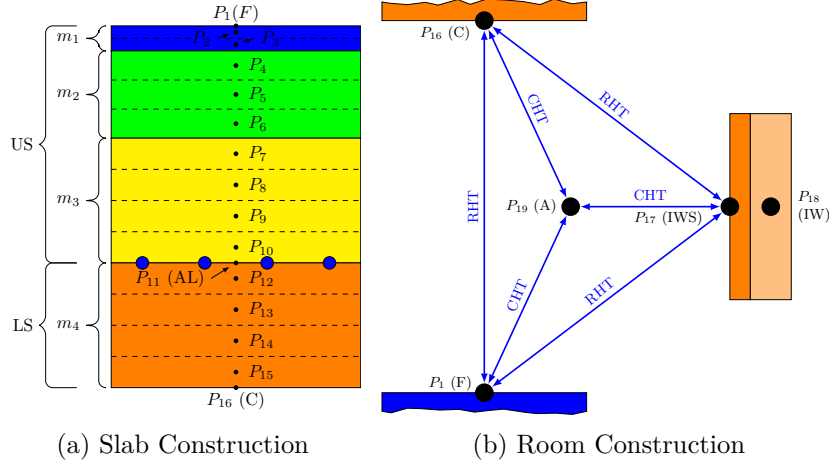 P1(F)
m1
P2
P3
P4
m2
P5
P6
US
P7
P8
m3
P9
P10
P11 (AL)
P12
LS
P13
m4
P14
P15
P16 (C)
(a) Slab Construction
P16 (C)
CHT
RHT
RHT
CHT
P19 (A)
P17 (IWS)
P18
(IW)
CHT
RHT
P1 (F)
(b) Room Construction